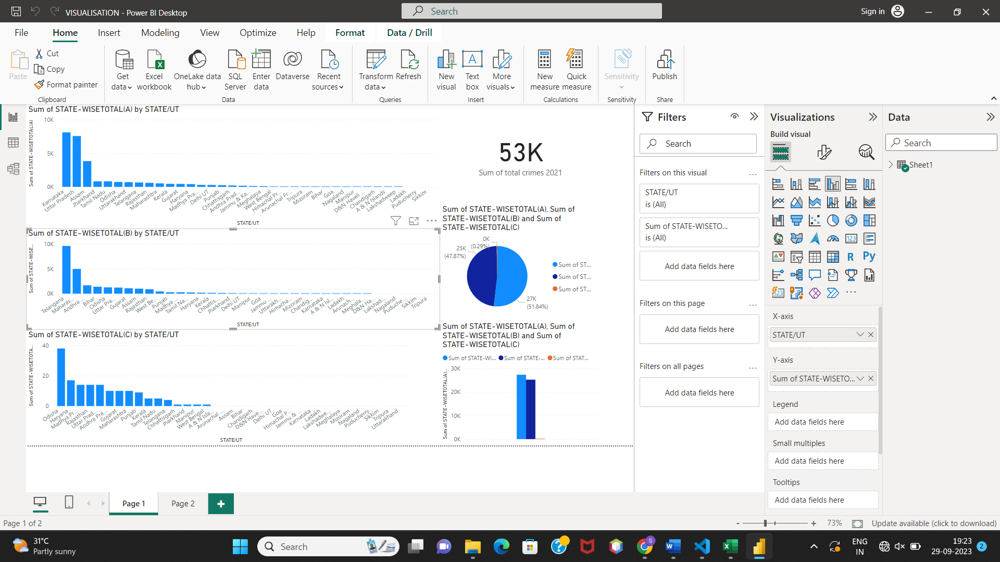 VISUALISATION - Power BI Desktop
Search
Sign in
File
Home
Insert
Modeling
View
Optimize
Help
Format
Data / Drill
Paste
Cut
Copy
Format painter
Clipboard
Get data
Excel workbook
OneLake data hub
SQL Server
Enter data
Dataverse
Recent sources
Data
Transform data
Refresh
Queries
New visual
Text box
More visuals
Insert
New measure
Quick measure
Calculations
Sensitivity
Sensitivity
Publish
Share
Sum of STATE-WISETOTAL(A) by STATE/UT
Sum of STATE-WISETOTAL(A)
10K
5K
0K
Karnataka
Uttar Pradesh
Assam
Jharkhand
Tamil Nadu
Odisha
Uttarakhand
Telangana
Rajasthan
Maharashtra
Kerala
Gujarat
Haryana
Madhya Pra...
Delhi UT
Punjab
Chhattisgarh
Andhra Prad...
Jammu & Ka...
Meghalaya
West Bengal
Himachal Pr...
Arunachal Pr...
Tripura
Mizoram
Bihar
Goa
Nagaland
Manipur
D&N Haveli ...
Chandigarh
A & N Islands
Lakshadweep
Ladakh
Puducherry
Sikkim
STATE/UT
Sum of STATE-WISETOTAL(B) by STATE/UT
Sum of STATE-WISE...
10K
5K
0K
Telangana
Maharas...
Andhra ...
Bihar
Odisha
Uttar Pra...
Gujarat
Assam
Rajasthan
West Be...
Punjab
Madhya ...
Tamil Na...
Haryana
Kerala
Chhattis...
Jharkhand
Delhi UT
Manipur
Goa
Jammu ...
Uttarakh...
Himacha...
Mizoram
Chandig...
Karnataka
A & N Isl...
Ladakh
Arunach...
Meghala...
D&N Ha...
Lakshad...
Nagaland
Puduche...
Sikkim
Tripura
STATE/UT
Sum of STATE-WISETOTAL(C) by STATE/UT
Sum of STATE-WISETOTA...
40
20
0
Odisha
Haryana
Madhya Pr...
Rajasthan
Uttar Prad...
Andhra Pra...
Gujarat
Maharashtra
Punjab
Kerala
Tamil Nadu
Telangana
Chhattisgarh
Jharkhand
Manipur
West Bengal
A & N Isla...
Arunachal ...
Assam
Bihar
Chandigarh
D&N Have...
Delhi UT
Goa
Himachal P...
Jammu & ...
Karnataka
Ladakh
Lakshadwe...
Meghalaya
Mizoram
Nagaland
Puducherry
Sikkim
Tripura
Uttarakhand
STATE/UT
53K
Sum of total crimes 2021
Sum of STATE-WISETOTAL(A), Sum of
STATE-WISETOTAL(B) and Sum of
STATE-WISETOTAL(C)
0K
(0.29%)
25K
(47.87%)
27K
(51.84%)
Sum of ST...
Sum of ST...
Sum of ST...
Sum of STATE-WISETOTAL(A), Sum of
STATE-WISETOTAL(B) and Sum of
STATE-WISETOTAL(C)
Sum of STATE-WI...
Sum of STATE-...
Sum of STAT...
Sum of STATE-WISETOTAL(A)...
30K
20K
10K
0K
Filters
Search
Filters on this visual
...
STATE/UT
is (All)
Sum of STATE-WISETO...
is (All)
Add data fields here
Filters on this page
...
Add data fields here
Filters on all pages
...
Add data fields here
Visualizations
Build visual
123
R
Py
123
...
X-axis
STATE/UT
Y-axis
Sum of STATE-WISETO...
Legend
Add data fields here
Small multiples
Add data fields here
Tooltips
Add data fields here
Data
Search
Sheet1
Page 1
Page 2
+
Page 1 of 2
-
+
73%
Update available (click to download)
31°C
Partly sunny
Search
S
ENG
IN
19:23
29-09-2023
2